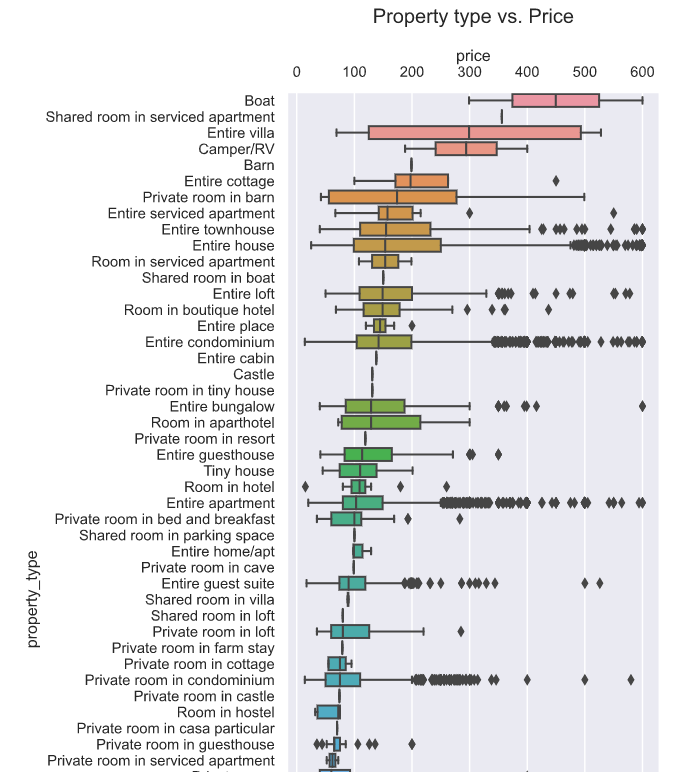 Property type vs. Price
price
0 100 200 300 400 500 600
Boat
Shared room in serviced apartment
Entire villa
Camper/RV
Barn
Entire cottage
Private room in barn
Entire serviced apartment
Entire townhouse
Entire house
Room in serviced apartment
Shared room in boat
Entire loft
Room in boutique hotel
Entire place
Entire condominium
Entire cabin
Castle
Private room in tiny house
Entire bungalow
Room in aparthotel
Private room in resort
Entire guesthouse
Tiny house
Room in hotel
Entire apartment
Private room in bed and breakfast
Shared room in parking space
Entire home/apt
Private room in cave
Entire guest suite
Shared room in villa
Shared room in loft
Private room in loft
Private room in farm stay
Private room in cottage
Private room in condominium
Private room in castle
Room in hostel
Private room in casa particular
Private room in guesthouse
Private room in serviced apartment
property_type